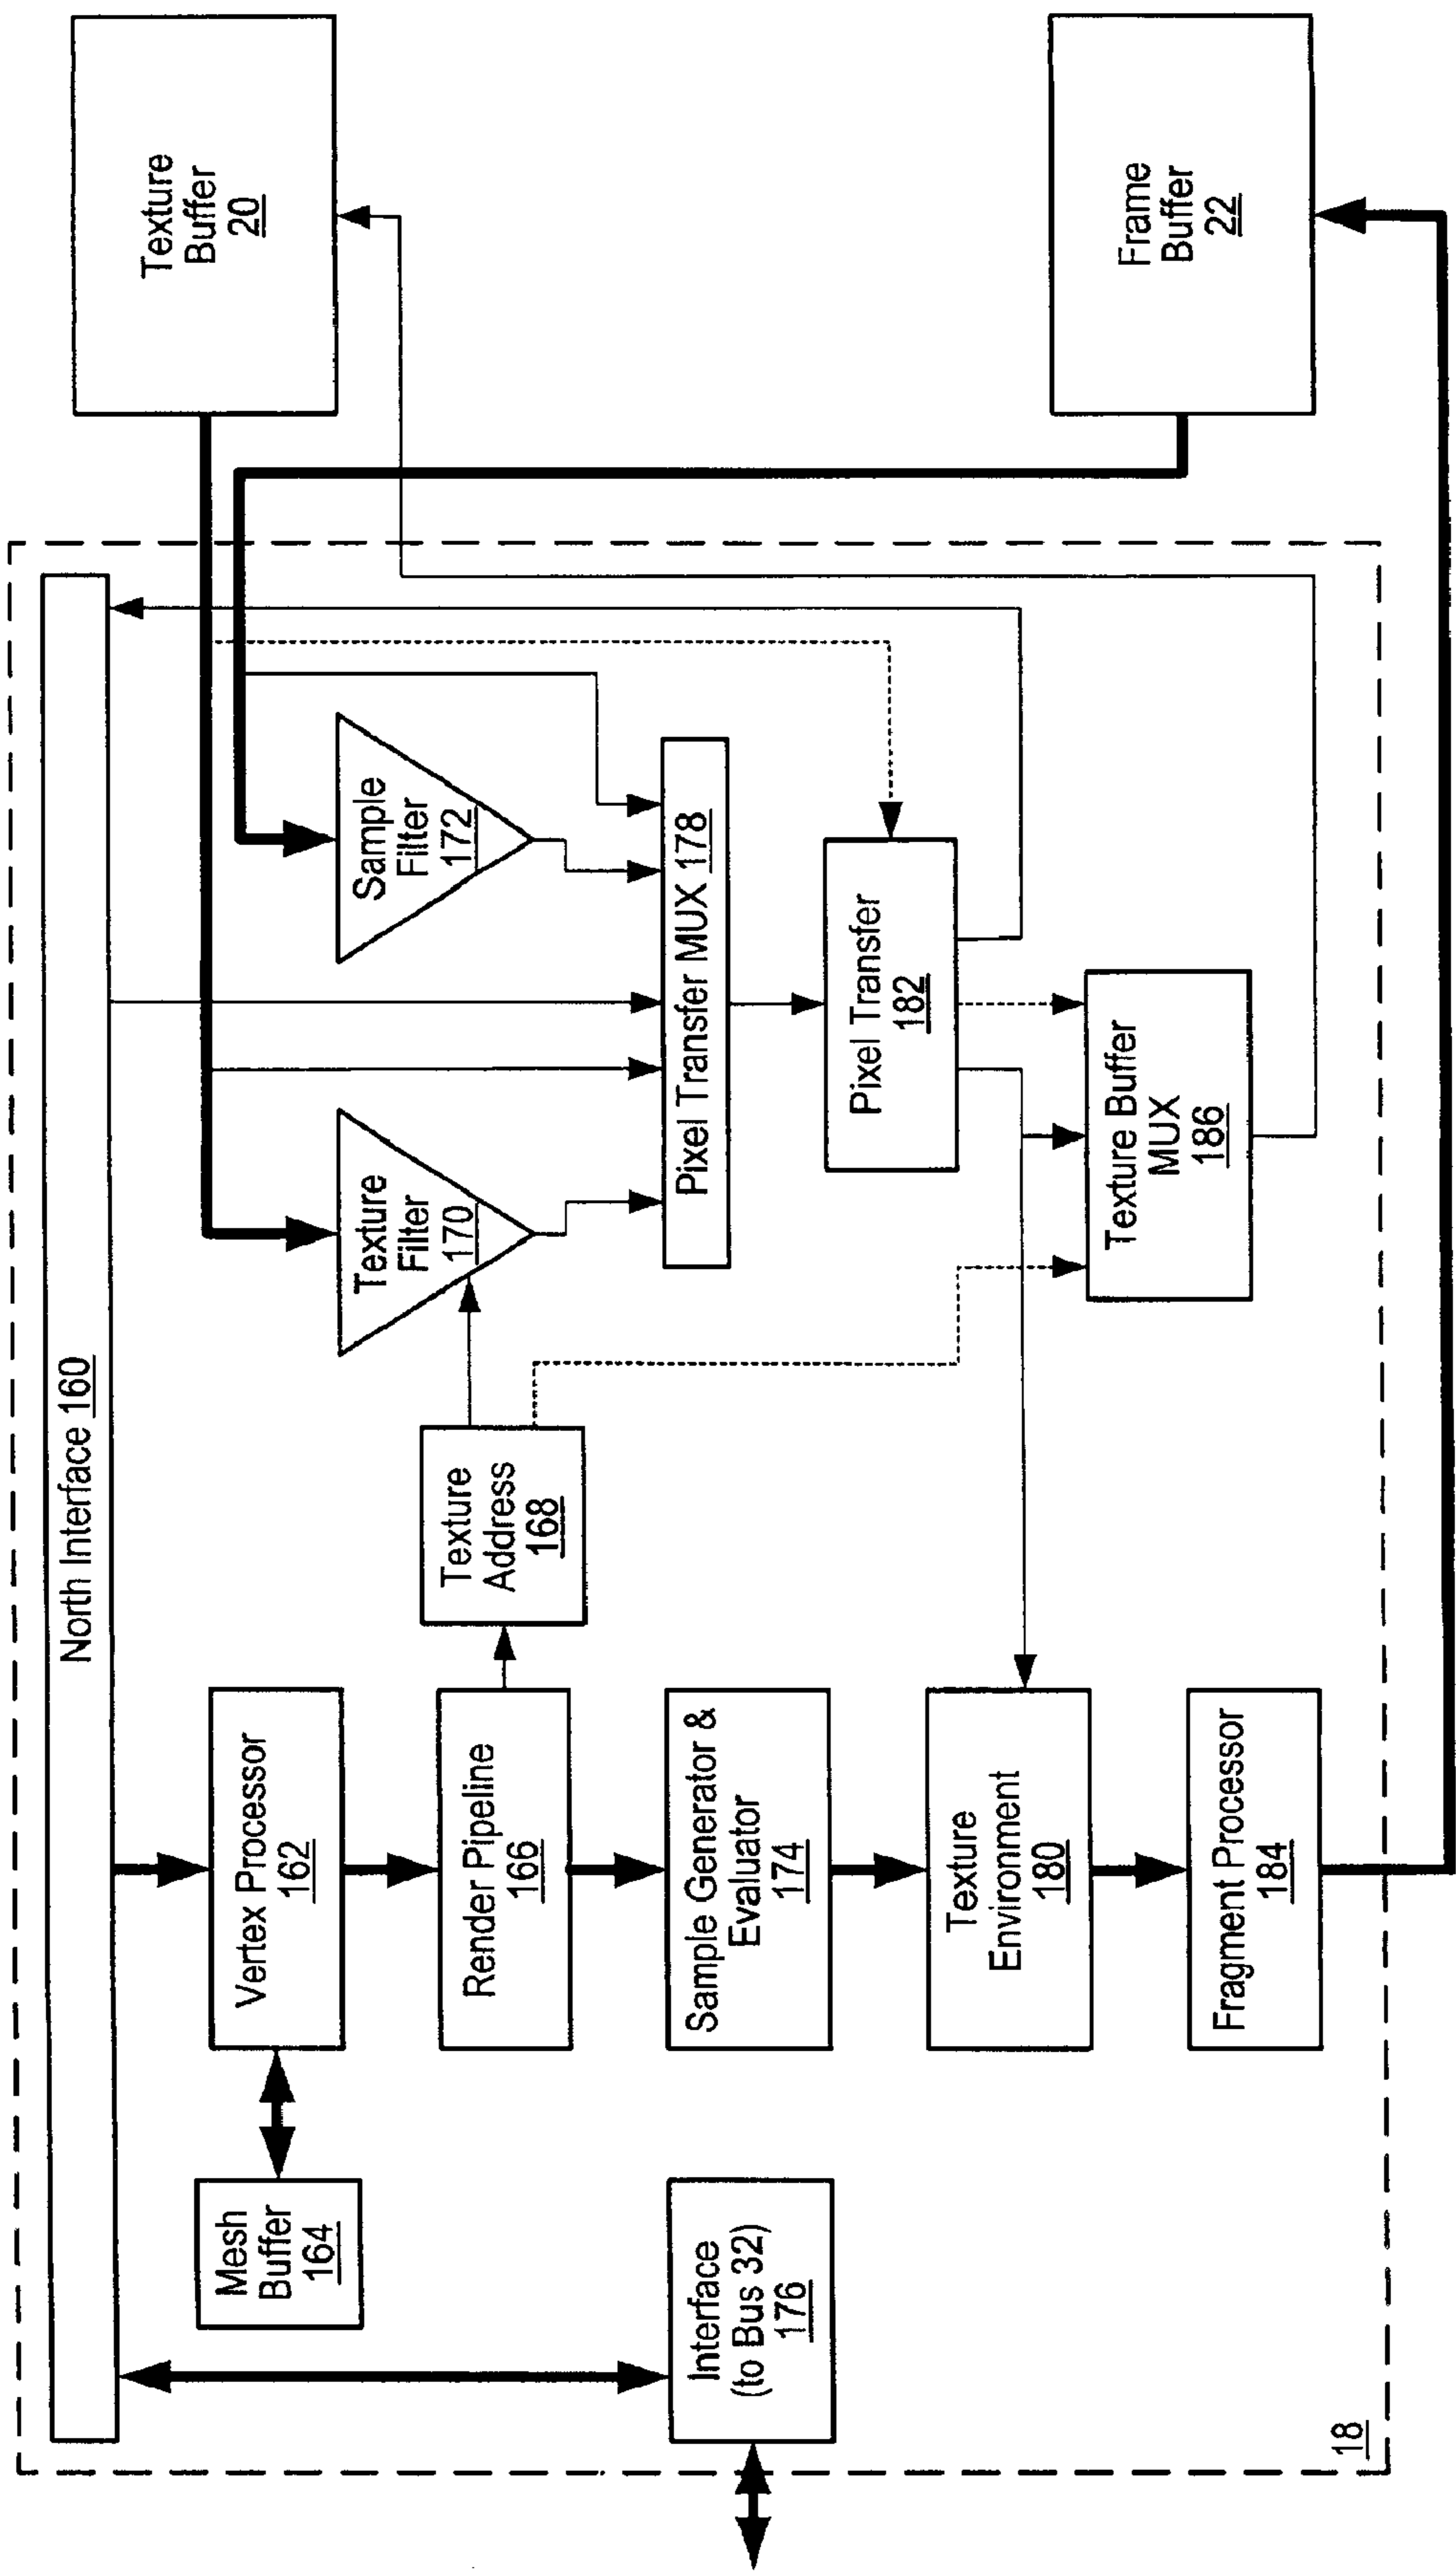 North Interface 160
Mesh
Buffer
164
Vertex Processor
162
Render Pipeline
166
Texture
Address
168
Texture
Filter
170
Sample
Filter
172
Texture
Buffer
20
Interface
(to Bus 32)
176
Sample Generator &
Evaluator
174
Pixel Transfer MUX 178
Texture
Environment
180
Pixel Transfer
182
Fragment Processor
184
Texture Buffer
MUX
186
Frame
Buffer
22
18